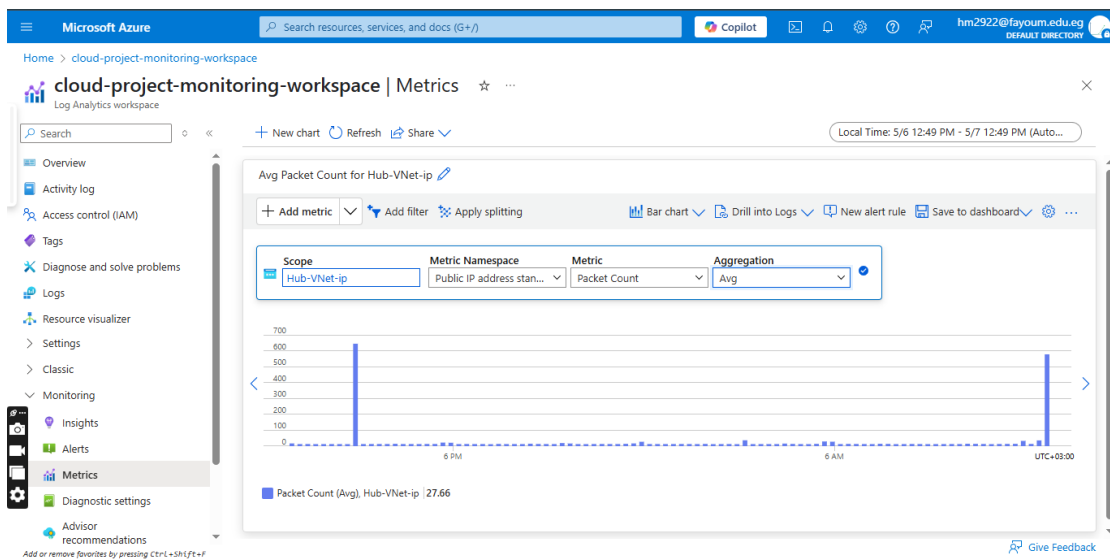 Microsoft Azure
Search resources, services, and docs (G+/)
Copilot
hm2922@fayoum.edu.eg
DEFAULT DIRECTORY
Home > cloud-project-monitoring-workspace
cloud-project-monitoring-workspace | Metrics
Log Analytics workspace
Search
New chart Refresh Share
Local Time: 5/6 12:49 PM - 5/7 12:49 PM (Auto...
Overview
Activity log
Access control (IAM)
Tags
Diagnose and solve problems
Logs
Resource visualizer
Settings
Classic
Monitoring
Insights
Alerts
Metrics
Diagnostic settings
Advisor
recommendations
Add or remove favorites by pressing Ctrl+Shift+F
Avg Packet Count for Hub-VNet-ip
Add metric Add filter Apply splitting Bar chart Drill into Logs New alert rule Save to dashboard ...
Scope Metric Namespace Metric Aggregation
Hub-VNet-ip Public IP address stan... Packet Count Avg
700
600
500
400
300
200
100
0
6 PM 6 AM UTC+03:00
Packet Count (Avg), Hub-VNet-ip | 27.66
Give Feedback